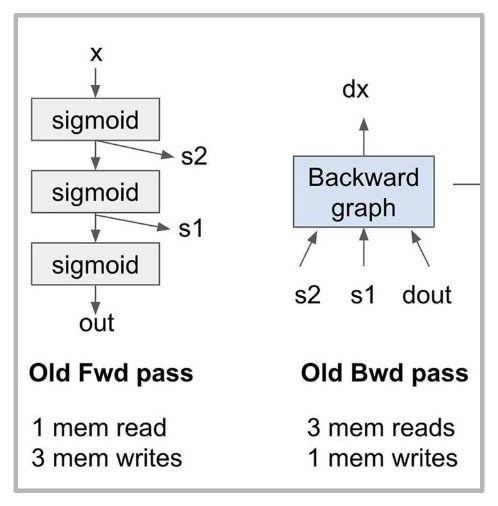 x
sigmoid
s2
sigmoid
s1
sigmoid
out
Old Fwd pass
1 mem read
3 mem writes
dx
Backward
graph
s2 s1 dout
Old Bwd pass
3 mem reads
1 mem writes